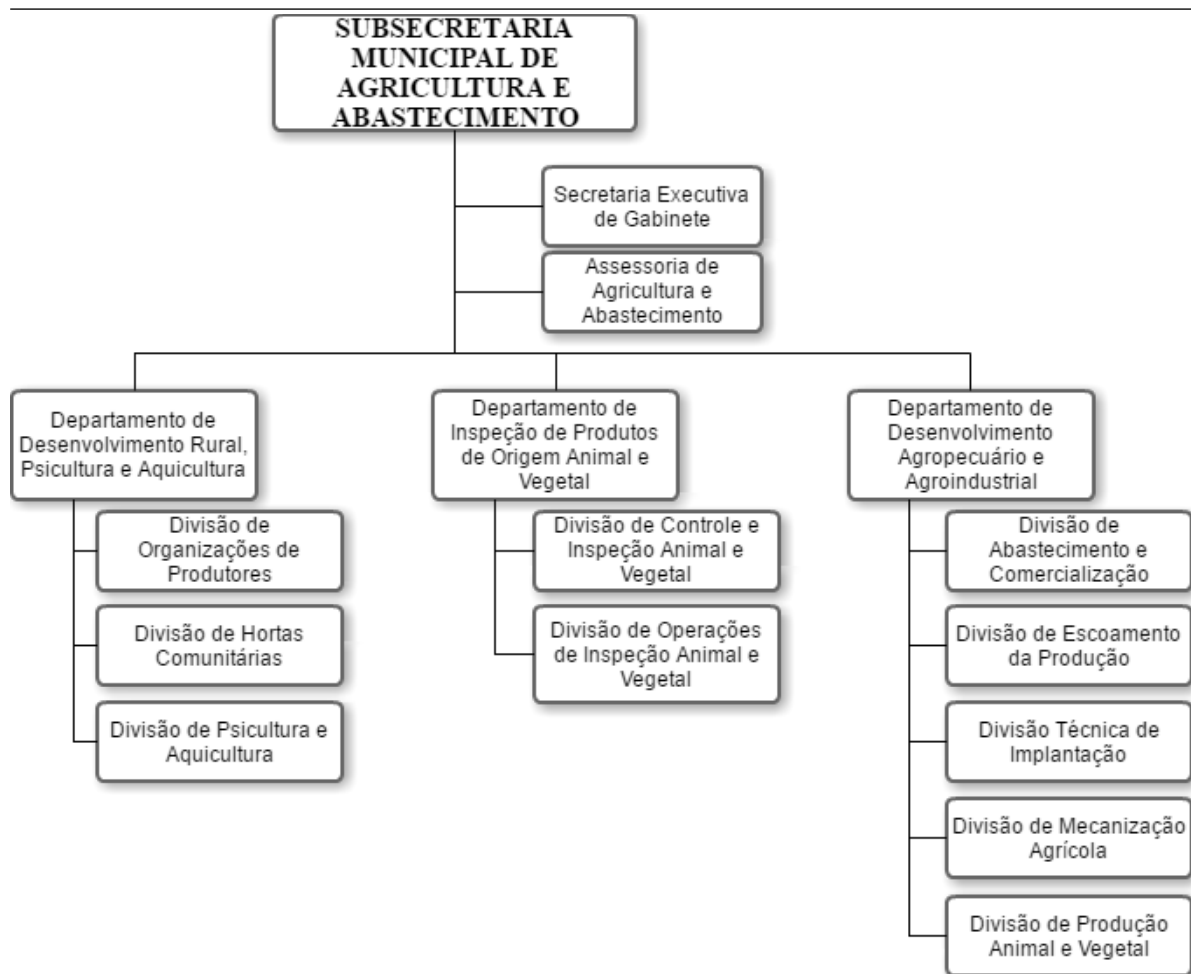 SUBSECRETARIA
MUNICIPAL DE
AGRICULTURA E
ABASTECIMENTO
Secretaria Executiva
de Gabinete
Assessoria de
Agricultura e
Abastecimento
Departamento de
Desenvolvimento Rural,
Psicultura e Aquicultura
Divisão de
Organizações de
Produtores
Divisão de Hortas
Comunitárias
Divisão de Psicultura e
Aquicultura
Departamento de
Inspeção de Produtos
de Origem Animal e
Vegetal
Divisão de Controle e
Inspeção Animal e
Vegetal
Divisão de Operações
de Inspeção Animal e
Vegetal
Departamento de
Desenvolvimento
Agropecuário e
Agroindustrial
Divisão de
Abastecimento e
Comercialização
Divisão de Escoamento
da Produção
Divisão Técnica de
Implantação
Divisão de Mecanização
Agrícola
Divisão de Produção
Animal e Vegetal